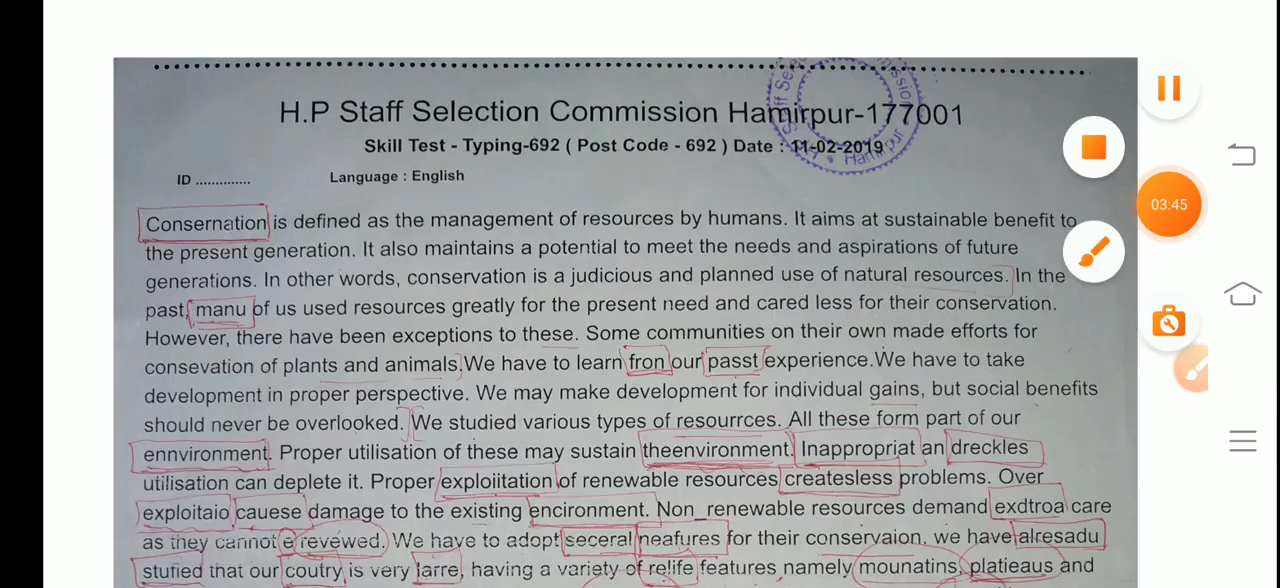 H.P Staff Selection Commission Hamirpur-177001
Skill Test - Typing-692 ( Post Code - 692 ) Date : 11-02-2019
ID .............. Language : English
Consernation is defined as the management of resources by humans. It aims at sustainable benefit to
the present generation. It also maintains a potential to meet the needs and aspirations of future
generations. In other words, conservation is a judicious and planned use of natural resources. In the
past, manu of us used resources greatly for the present need and cared less for their conservation.
However, there have been exceptions to these. Some communities on their own made efforts for
consevation of plants and animals.We have to learn fron our passt experience.We have to take
development in proper perspective. We may make development for individual gains, but social benefits
should never be overlooked. We studied various types of resourrces. All these form part of our
ennvironment. Proper utilisation of these may sustain theenvironment. Inappropriat an dreckles
utilisation can deplete it. Proper exploiitation of renewable resources createsless problems. Over
exploitaio cauese damage to the existing encironment. Non_renewable resources demand exdtroa care
as they cannot e revewed. We have to adopt seceral neafures for their conservaion. we have alresadu
stufied that our coutry is very larre, having a variety of relife features namely mounatins, platieaus and
03:45